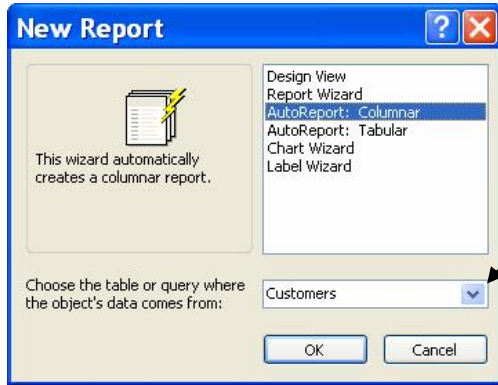 New Report
Design View
Report Wizard
AutoReport: Columnar
AutoReport: Tabular
Chart Wizard
Label Wizard
This wizard automatically
creates a columnar report.
Choose the table or query where
the object's data comes from:
Customers
OK
Cancel